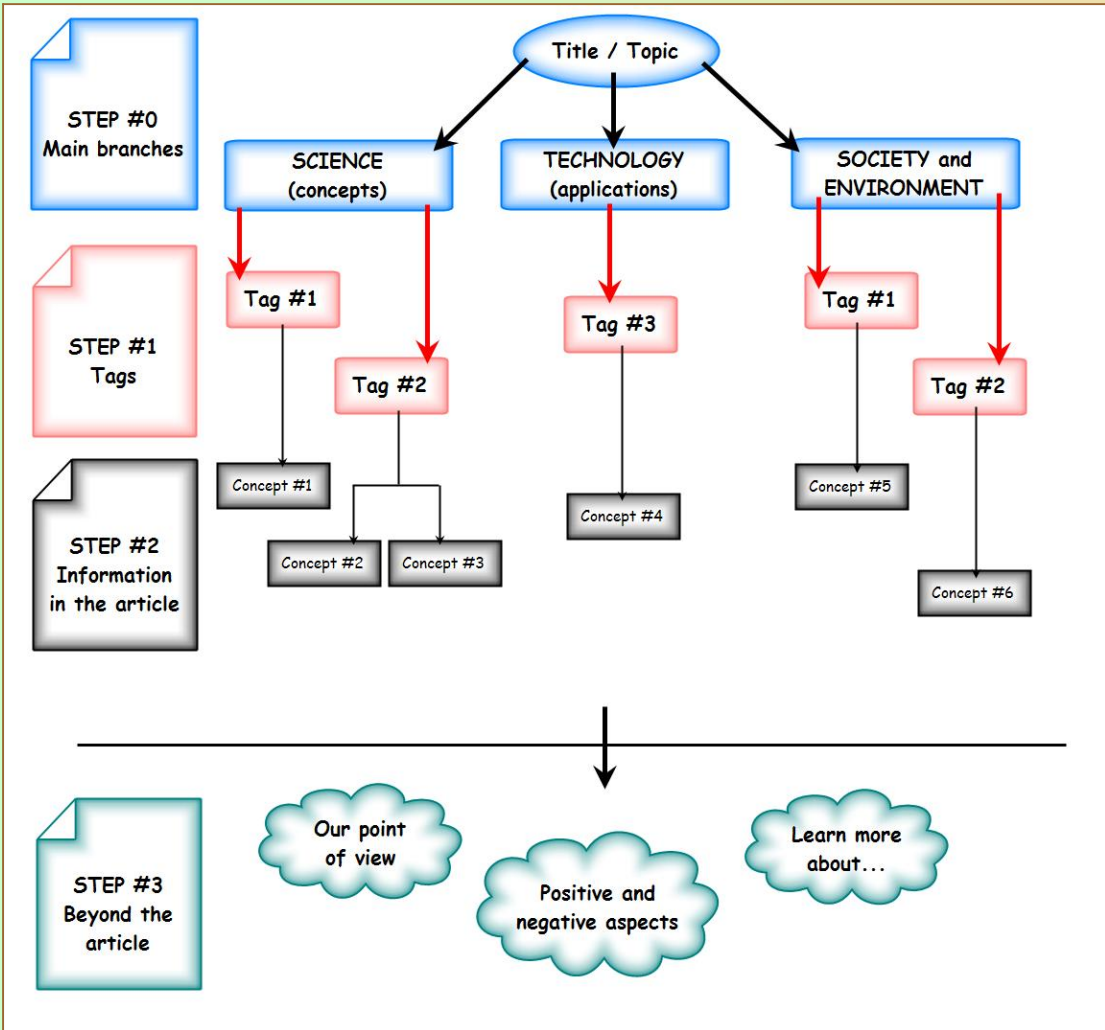 Title / Topic
STEP #0
Main branches
SCIENCE
(concepts)
TECHNOLOGY
(applications)
SOCIETY and
ENVIRONMENT
STEP #1
Tags
Tag #1
Tag #2
Tag #3
Tag #1
Tag #2
STEP #2
Information
in the article
Concept #1
Concept #2
Concept #3
Concept #4
Concept #5
Concept #6
STEP #3
Beyond the
article
Our point
of view
Positive and
negative aspects
Learn more
about...